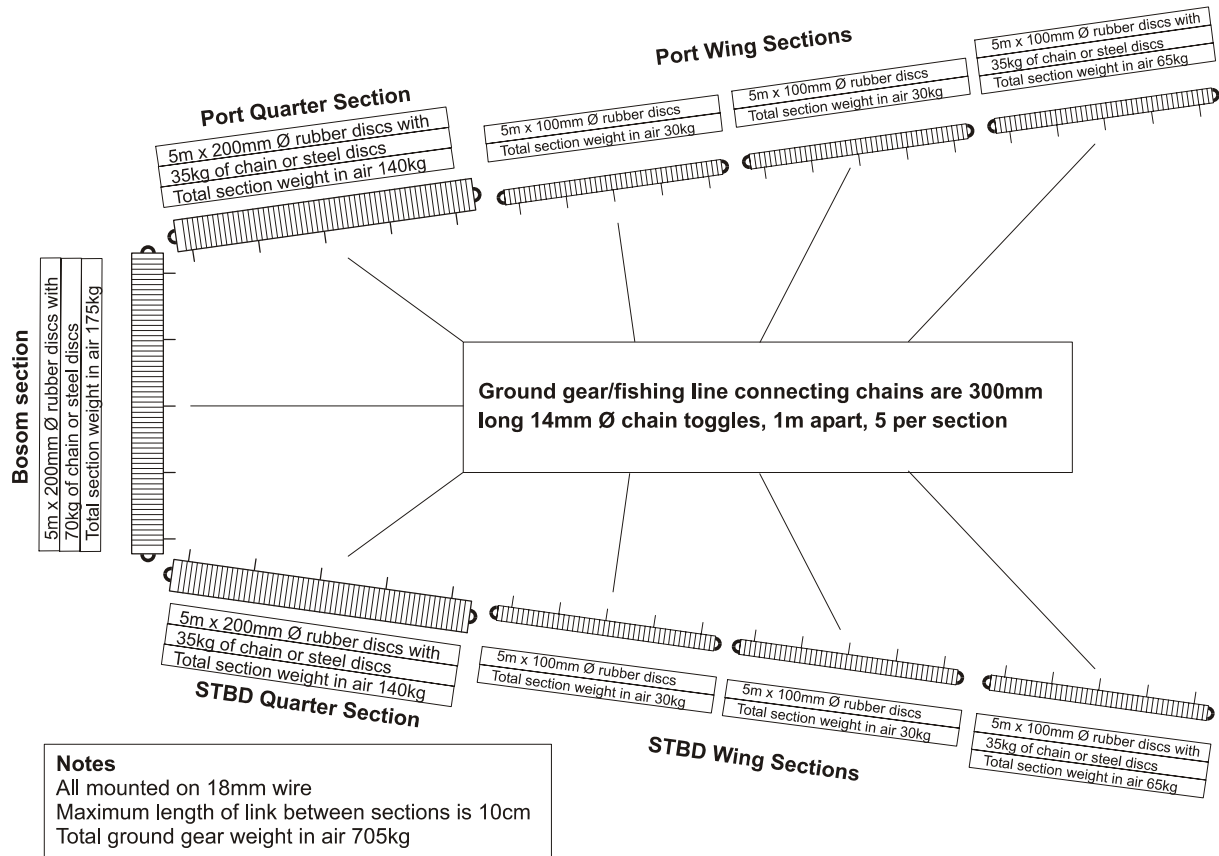 Port Wing Sections
5m x 100mm Ø rubber discs with
35kg of chain or steel discs
Total section weight in air 65kg
5m x 100mm Ø rubber discs
Total section weight in air 30kg
5m x 100mm Ø rubber discs
Total section weight in air 30kg
Port Quarter Section
5m x 200mm Ø rubber discs with
35kg of chain or steel discs
Total section weight in air 140kg
Bosom section
5m x 200mm Ø rubber discs with
70kg of chain or steel discs
Total section weight in air 175kg
Ground gear/fishing line connecting chains are 300mm
long 14mm Ø chain toggles, 1m apart, 5 per section
5m x 200mm Ø rubber discs with
35kg of chain or steel discs
Total section weight in air 140kg
STBD Quarter Section
5m x 100mm Ø rubber discs
Total section weight in air 30kg
5m x 100mm Ø rubber discs
Total section weight in air 30kg
5m x 100mm Ø rubber discs with
35kg of chain or steel discs
Total section weight in air 65kg
STBD Wing Sections
Notes
All mounted on 18mm wire
Maximum length of link between sections is 10cm
Total ground gear weight in air 705kg